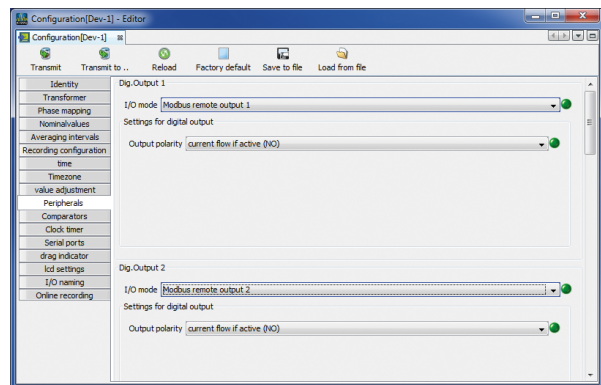 Configuration[Dev-1] - Editor
Configuration[Dev-1]
Transmit Transmit to .. Reload Factory default Save to file Load from file
Identity
Transformer
Phase mapping
Nominalvalues
Averaging intervals
Recording configuration
time
Timezone
value adjustment
Peripherals
Comparators
Clock timer
Serial ports
drag indicator
lcd settings
I/O naming
Online recording
Dig.Output 1
I/O mode Modbus remote output 1
Settings for digital output
Output polarity current flow if active (NO)
Dig.Output 2
I/O mode Modbus remote output 2
Settings for digital output
Output polarity current flow if active (NO)